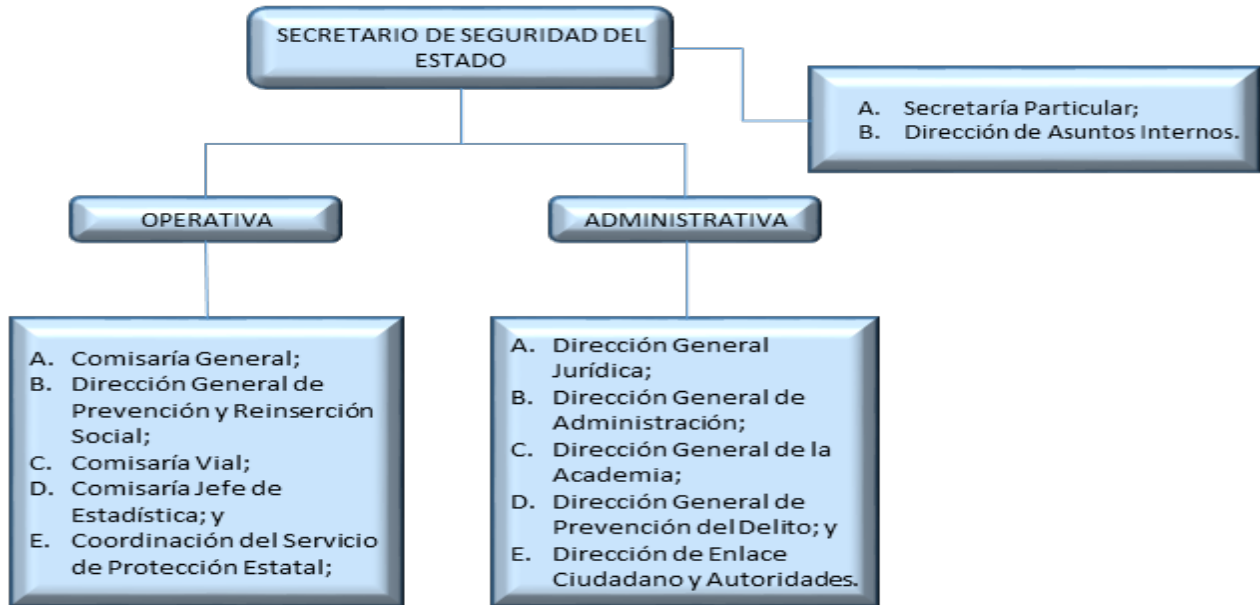 SECRETARIO DE SEGURIDAD DEL
ESTADO
A. Secretaría Particular;
B. Dirección de Asuntos Internos.
OPERATIVA
ADMINISTRATIVA
A. Comisaría General;
B. Dirección General de
Prevención y Reinserción
Social;
C. Comisaría Vial;
D. Comisaría Jefe de
Estadística; y
E. Coordinación del Servicio
de Protección Estatal;
A. Dirección General
Jurídica;
B. Dirección General de
Administración;
C. Dirección General de la
Academia;
D. Dirección General de
Prevención del Delito; y
E. Dirección de Enlace
Ciudadano y Autoridades.